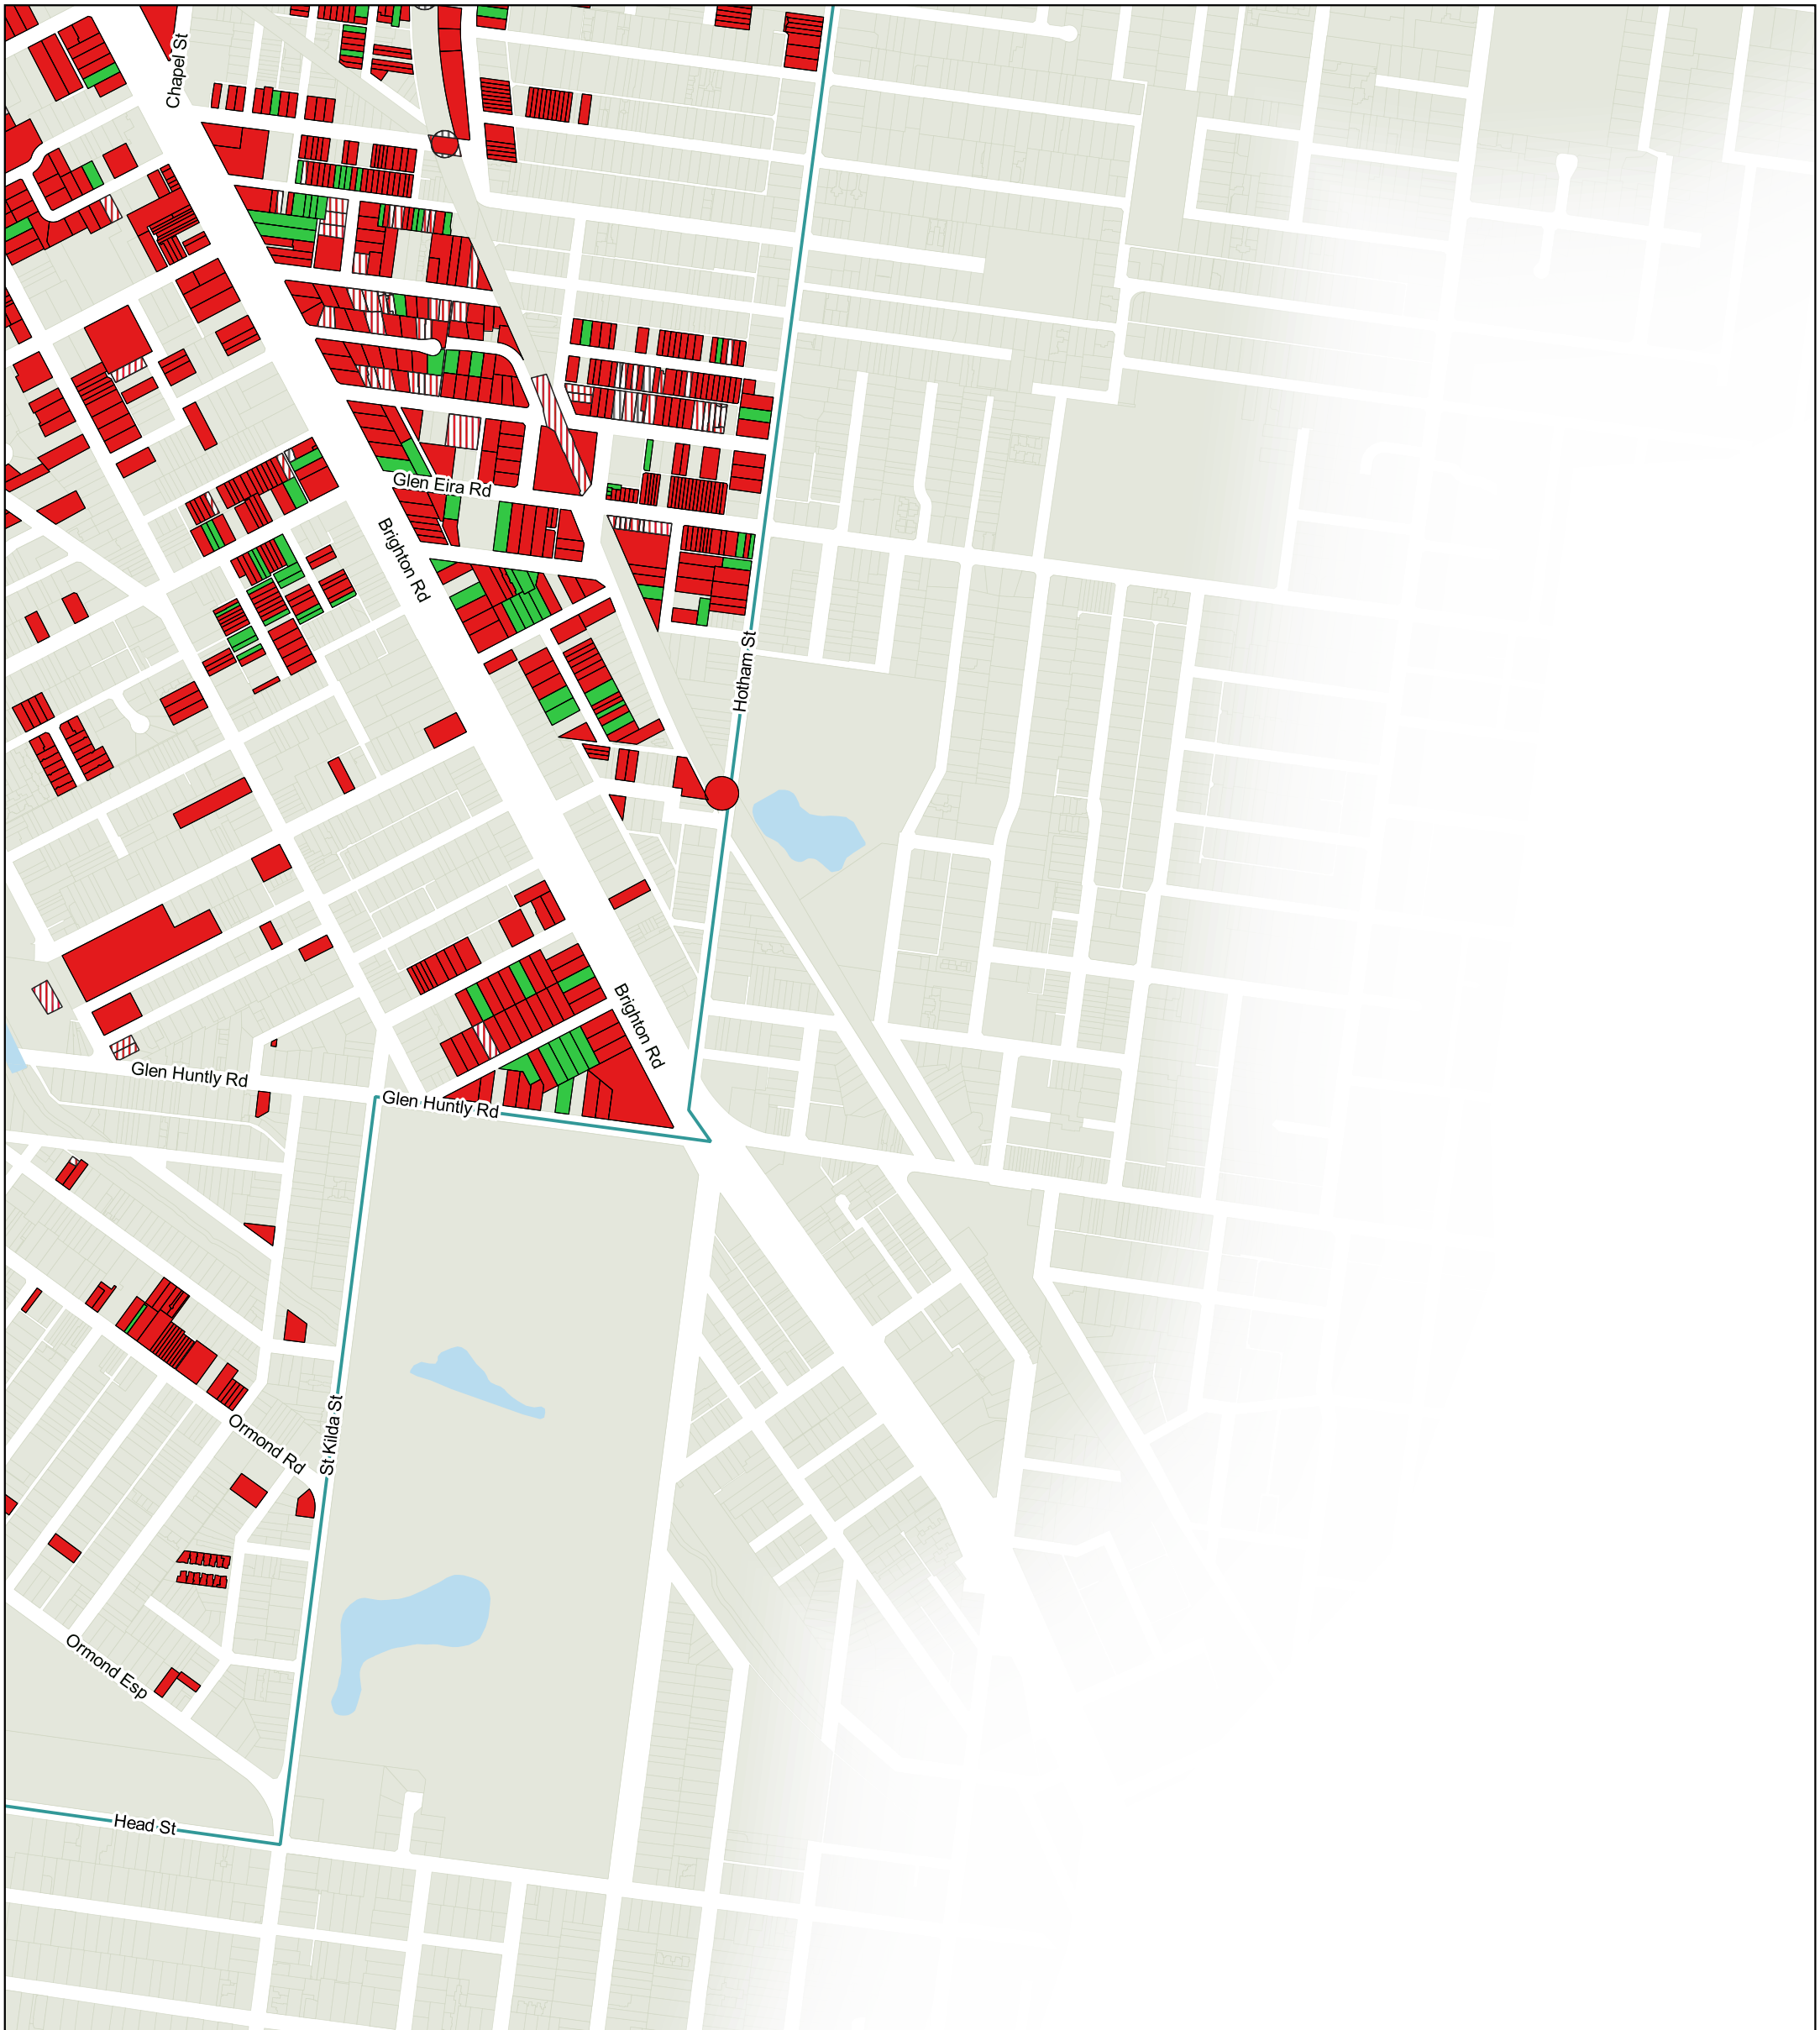 Chapel St
Glen Eira Rd
Brighton Rd
Hotham St
Brighton Rd
Glen Huntly Rd
Glen Huntly Rd
St Kilda St
Ormond Rd
Ormond Esp
Head St